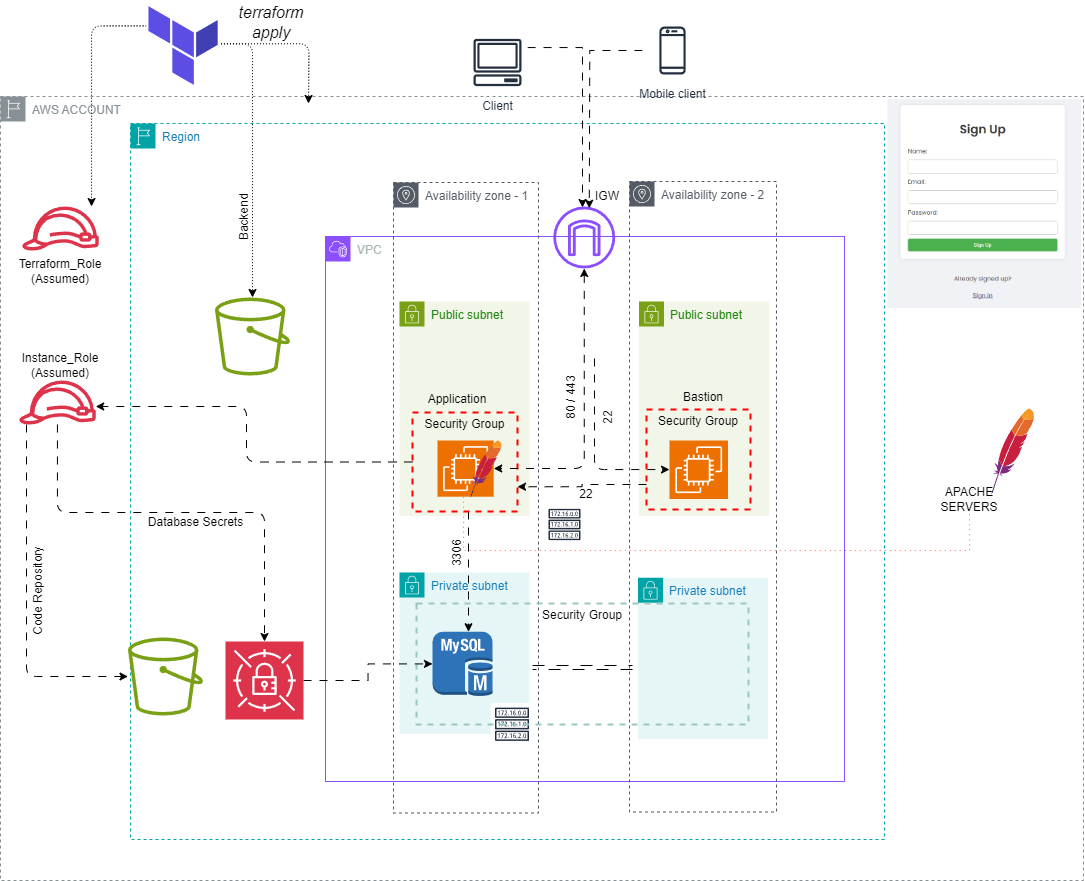 terraform
apply
Client
Mobile client
AWS ACCOUNT
Region
Sign Up
Name:
Email:
Password:
Sign Up
Already signed up?
Sign in
Availability zone - 1
IGW
Availability zone - 2
Backend
VPC
Terraform_Role
(Assumed)
Public subnet
Public subnet
Instance_Role
(Assumed)
80 / 443
22
Application
Security Group
Bastion
Security Group
22
APACHE
SERVERS
172.16.0.0
172.16.1.0
172.16.2.0
Database Secrets
3306
Code Repository
Private subnet
Private subnet
Security Group
MySQL
M
172.16.0.0
172.16.1.0
172.16.2.0